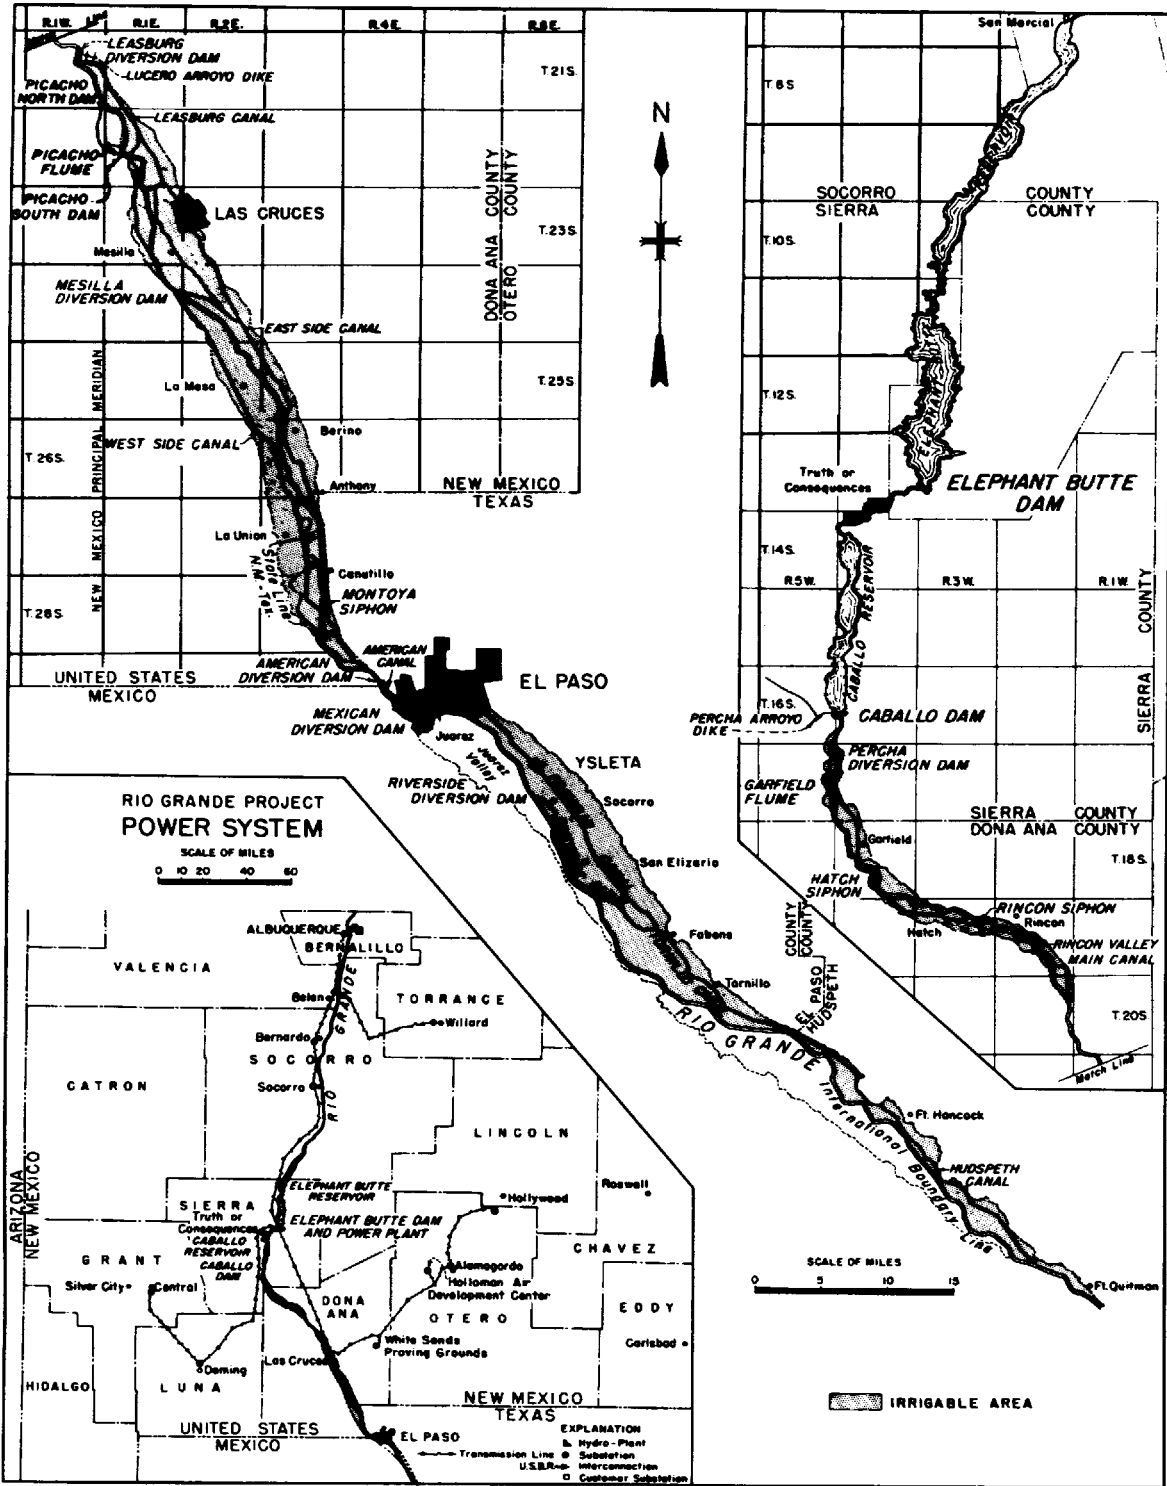 R.1W.
Line
R.1E.
R.2E.
R.4E.
R.6E.
LEASBURG
DIVERSION DAM
LUCERO ARROYO DIKE
PICACHO
NORTH DAM
LEASBURG CANAL
PICACHO
FLUME
PICACHO
SOUTH DAM
LAS CRUCES
Mesilla
MESILLA
DIVERSION DAM
EAST SIDE CANAL
La Mesa
WEST SIDE CANAL
Berino
Anthony
NEW MEXICO
TEXAS
La Union
State Line
N.M.-Tex.
Canutillo
MONTOYA
SIPHON
NEW MEXICO PRINCIPAL MERIDIAN
T.21S.
T.23S.
T.25S.
T.26S.
T.28S.
DONA ANA COUNTY
OTERO COUNTY
N
UNITED STATES
MEXICO
AMERICAN
CANAL
AMERICAN
DIVERSION DAM
EL PASO
MEXICAN
DIVERSION DAM
Juarez
Juarez
Valley
RIVERSIDE
DIVERSION DAM
YSLETA
Socorro
San Elizario
Fabens
Tornillo
COUNTY
COUNTY
EL PASO
HUDSPETH
RIO GRANDE
International Boundary Line
Ft. Hancock
HUDSPETH
CANAL
Ft. Quitman
SCALE OF MILES
0 5 10 15
IRRIGABLE AREA
San Marcial
T.8S
SOCORRO COUNTY
SIERRA COUNTY
T.10S.
T.12S.
ELEPHANT
Truth or
Consequences
ELEPHANT BUTTE
DAM
T.14S.
R.5W.
R.3W.
R.1W.
CABALLO RESERVOIR
SIERRA COUNTY
T.16S.
PERCHA ARROYO
DIKE
CABALLO DAM
PERCHA
DIVERSION DAM
GARFIELD
FLUME
SIERRA COUNTY
DONA ANA COUNTY
Garfield
T.18S.
HATCH
SIPHON
RINCON SIPHON
Rincon
Hatch
RINCON VALLEY
MAIN CANAL
T.20S
Match Line
RIO GRANDE PROJECT
POWER SYSTEM
SCALE OF MILES
0 10 20 40 60
ALBUQUERQUE
BERNALILLO
VALENCIA
Belen
TORRANCE
Willard
RIO GRANDE
Bernardo
SOCORRO
CATRON
Socorro
LINCOLN
ARIZONA
NEW MEXICO
ELEPHANT BUTTE
RESERVOIR
Hollywood
Roswell
SIERRA
Truth or
Consequences
ELEPHANT BUTTE DAM
AND POWER PLANT
CABALLO
RESERVOIR
CABALLO
DAM
GRANT
CHAVEZ
Silver City
Central
Alamogordo
Holloman Air
Development Center
DONA
ANA
OTERO
EDDY
White Sands
Proving Grounds
Carlsbad
Las Cruces
Deming
HIDALGO
LUNA
NEW MEXICO
TEXAS
UNITED STATES
MEXICO
EL PASO
EXPLANATION
Hydro-Plant
Transmission Line
Substation
U.S.B.R.
Interconnection
Customer Substation